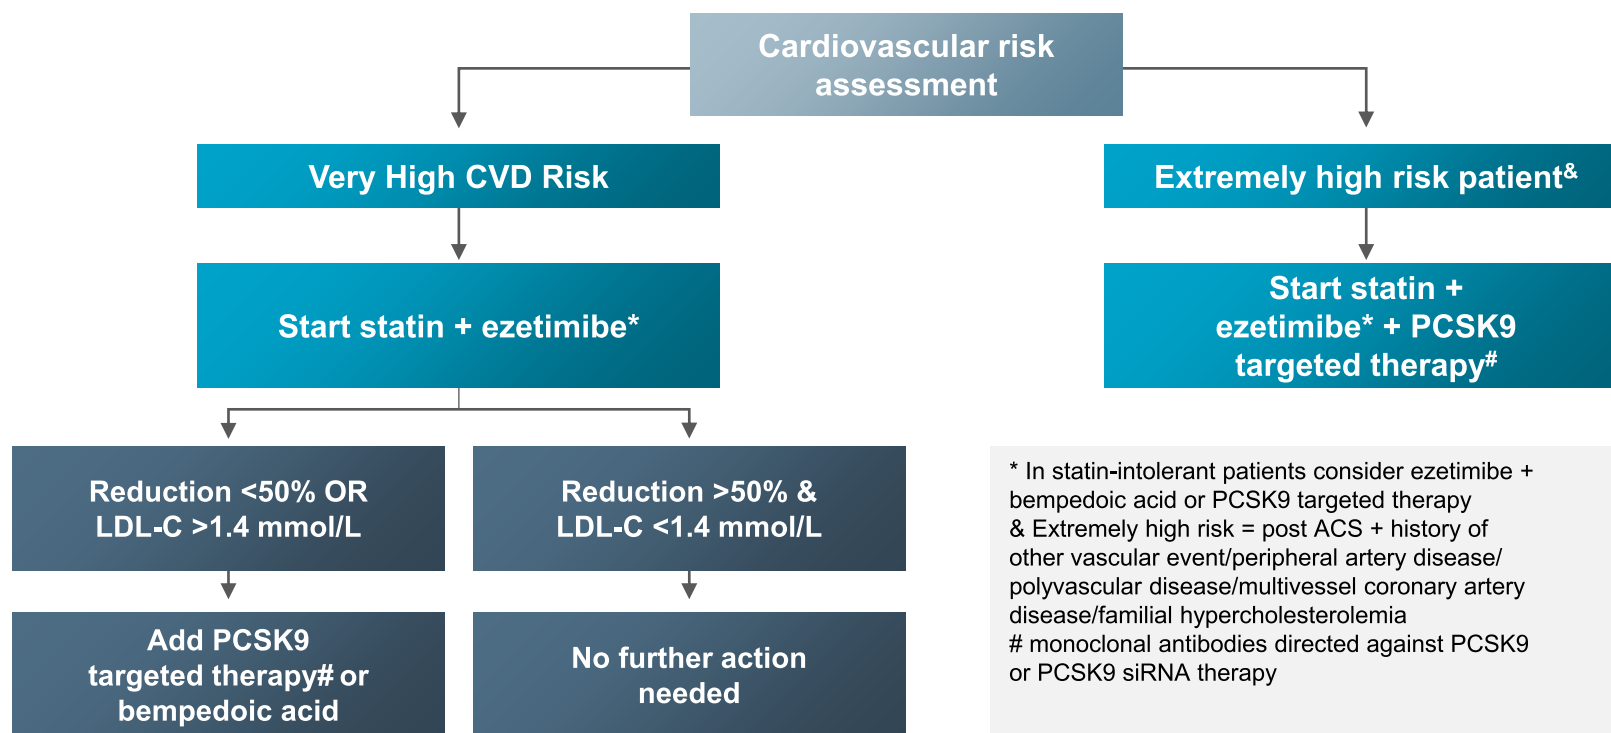 Cardiovascular risk
assessment
Very High CVD Risk
Extremely high risk patient&
Start statin + ezetimibe*
Start statin +
ezetimibe* + PCSK9
targeted therapy#
Reduction <50% OR
LDL-C >1.4 mmol/L
Reduction >50% &
LDL-C <1.4 mmol/L
Add PCSK9
targeted therapy# or
bempedoic acid
No further action
needed
* In statin-intolerant patients consider ezetimibe +
bempedoic acid or PCSK9 targeted therapy
& Extremely high risk = post ACS + history of
other vascular event/peripheral artery disease/
polyvascular disease/multivessel coronary artery
disease/familial hypercholesterolemia
# monoclonal antibodies directed against PCSK9
or PCSK9 siRNA therapy